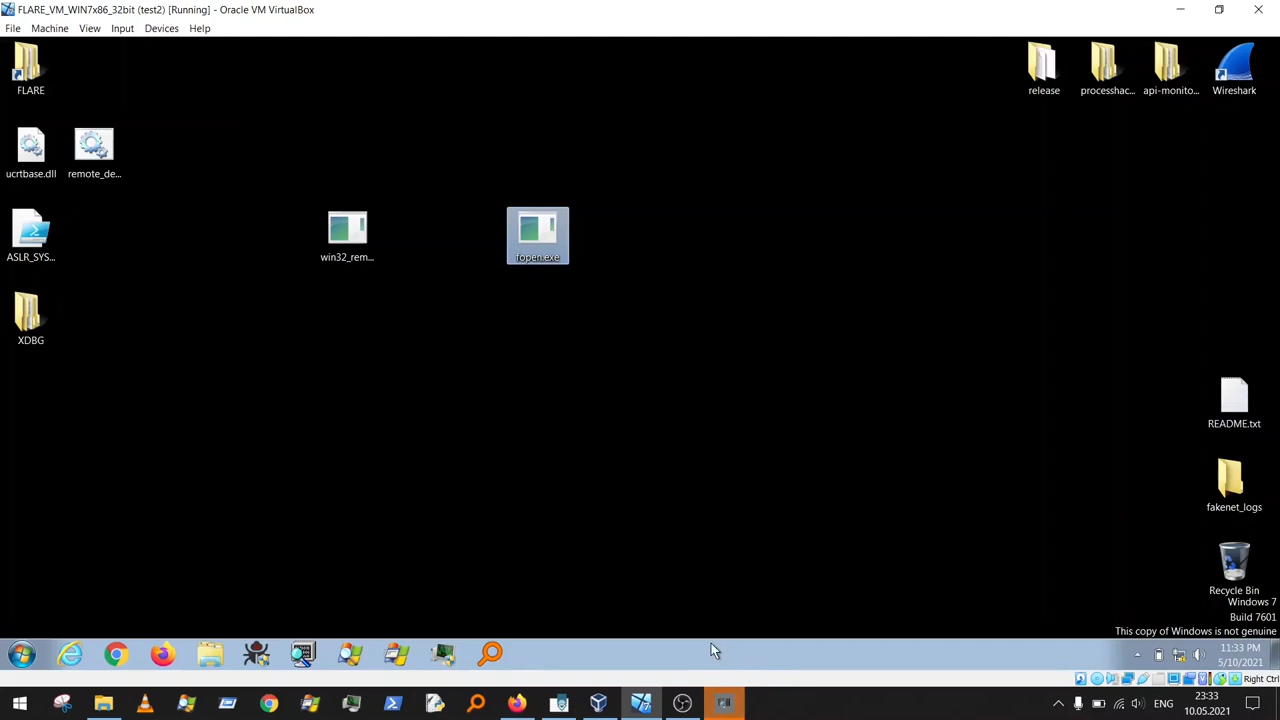 FLARE_VM_WIN7x86_32bit (test2) [Running] - Oracle VM VirtualBox
File Machine View Input Devices Help
FLARE
release
processhac...
api-monito...
Wireshark
ucrtbase.dll
remote_de...
ASLR_SYS...
win32_rem...
fopen.exe
XDBG
README.txt
fakenet_logs
Recycle Bin
Windows 7
Build 7601
This copy of Windows is not genuine
11:33 PM
5/10/2021
Right Ctrl
ENG
23:33
10.05.2021